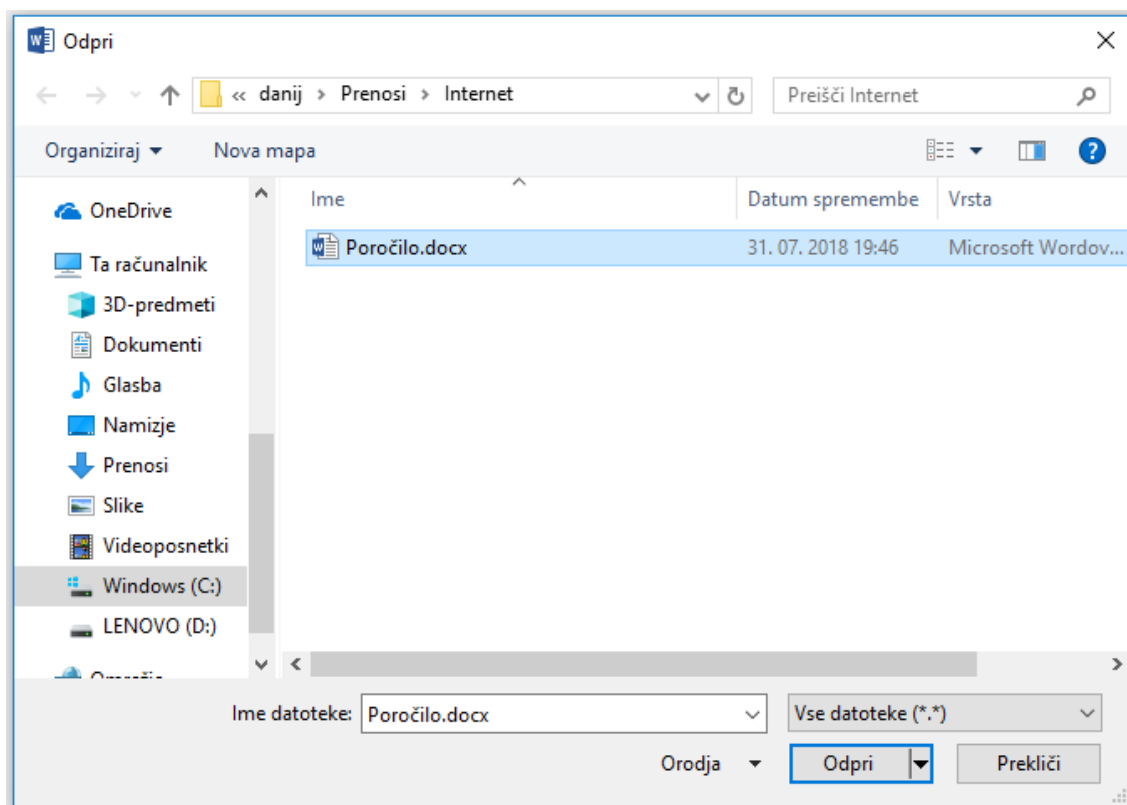 Odpri
« danij › Prenosi › Internet
Preišči Internet
Organiziraj
Nova mapa
Ime
Datum spremembe
Vrsta
Poročilo.docx
31. 07. 2018 19:46
Microsoft Wordov...
OneDrive
Ta računalnik
3D-predmeti
Dokumenti
Glasba
Namizje
Prenosi
Slike
Videoposnetki
Windows (C:)
LENOVO (D:)
Ime datoteke:
Poročilo.docx
Vse datoteke (*.*)
Orodja
Odpri
Prekliči